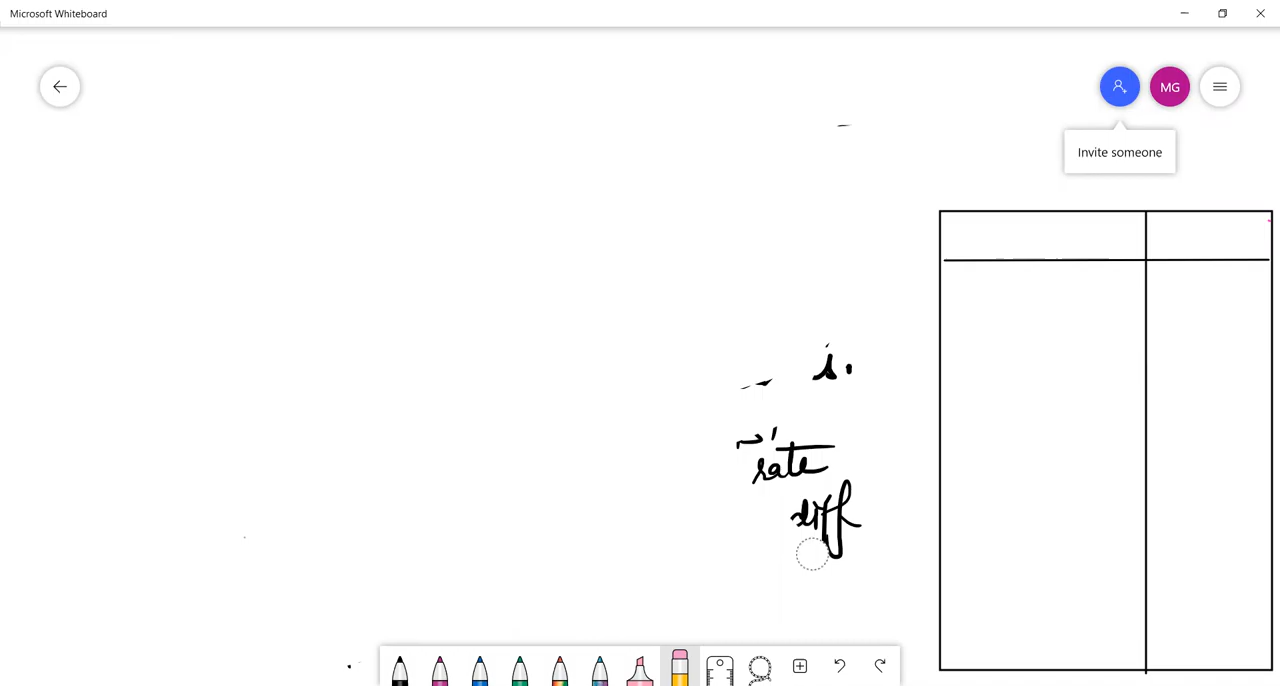 Microsoft Whiteboard
MG
Invite someone
rate
diff